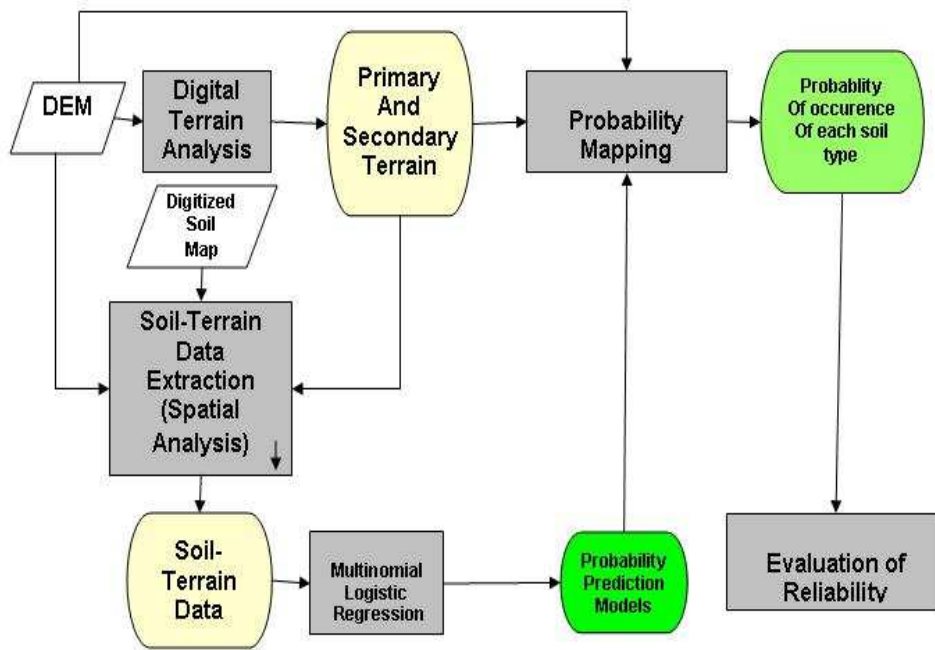 DEM
Digital
Terrain
Analysis
Primary
And
Secondary
Terrain
Probability
Mapping
Probablity
Of occurence
Of each soil
type
Digitized
Soil
Map
Soil-Terrain
Data
Extraction
(Spatial
Analysis)
Soil-
Terrain
Data
Multinomial
Logistic
Regression
Probability
Prediction
Models
Evaluation of
Reliability